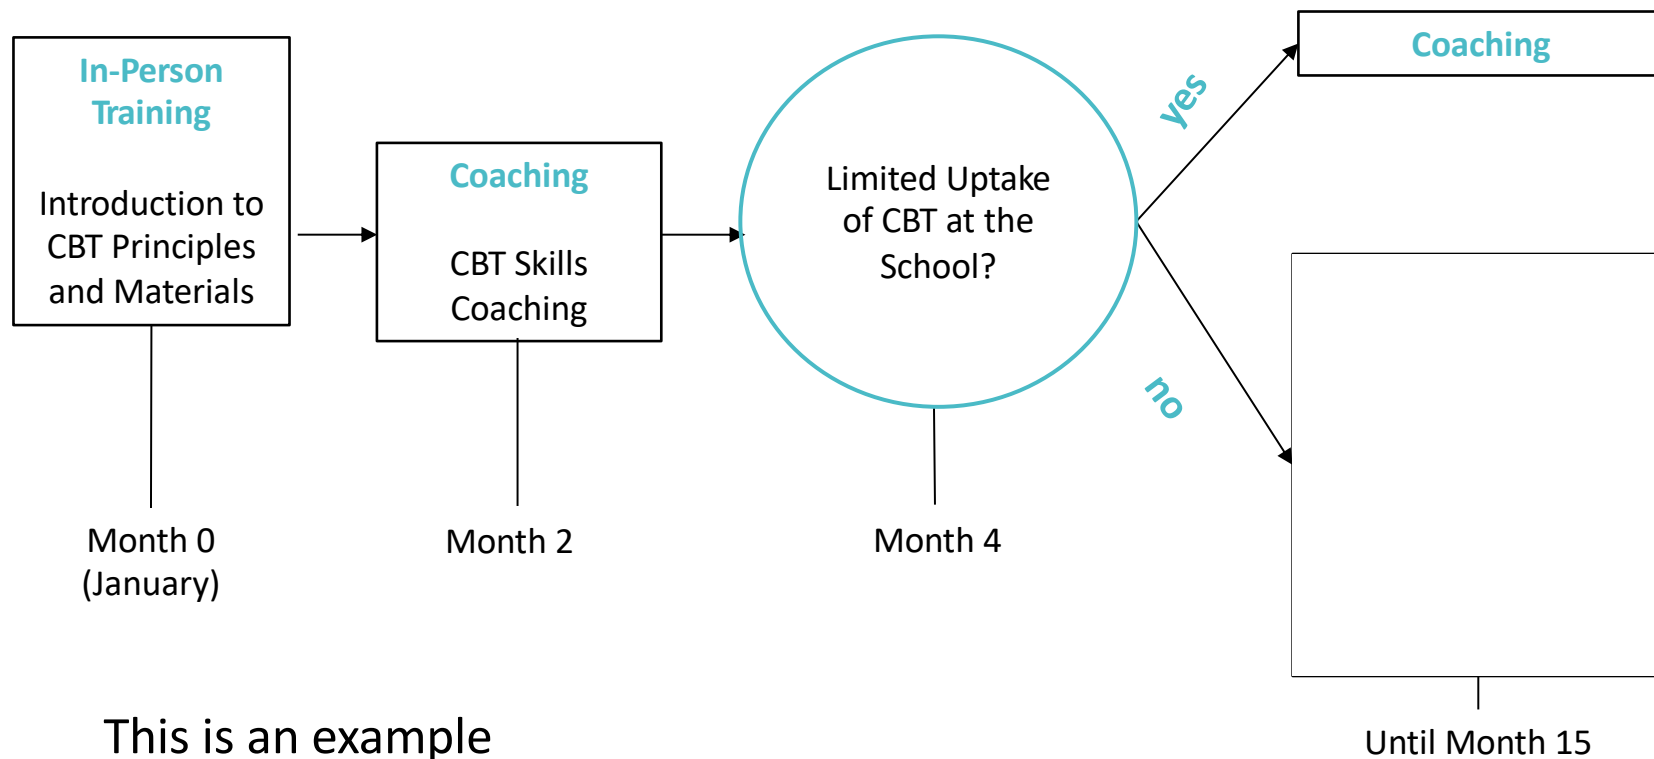 In-Person
Training
Introduction to
CBT Principles
and Materials
Month 0
(January)
Coaching
CBT Skills
Coaching
Month 2
Limited Uptake
of CBT at the
School?
Month 4
yes
Coaching
no
Until Month 15
This is an example